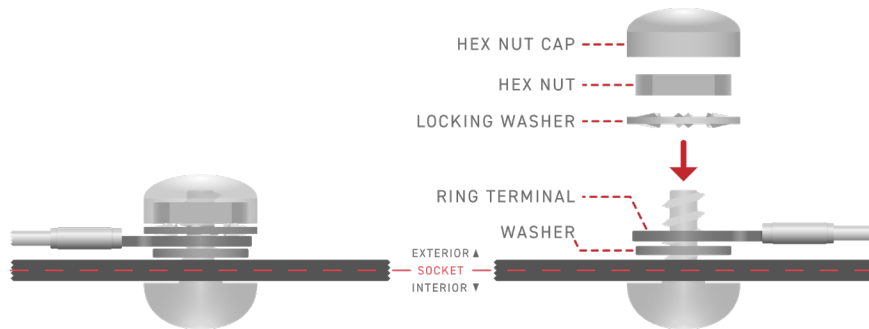 HEX NUT CAP
HEX NUT
LOCKING WASHER
RING TERMINAL
WASHER
EXTERIOR ▲
SOCKET
INTERIOR ▼